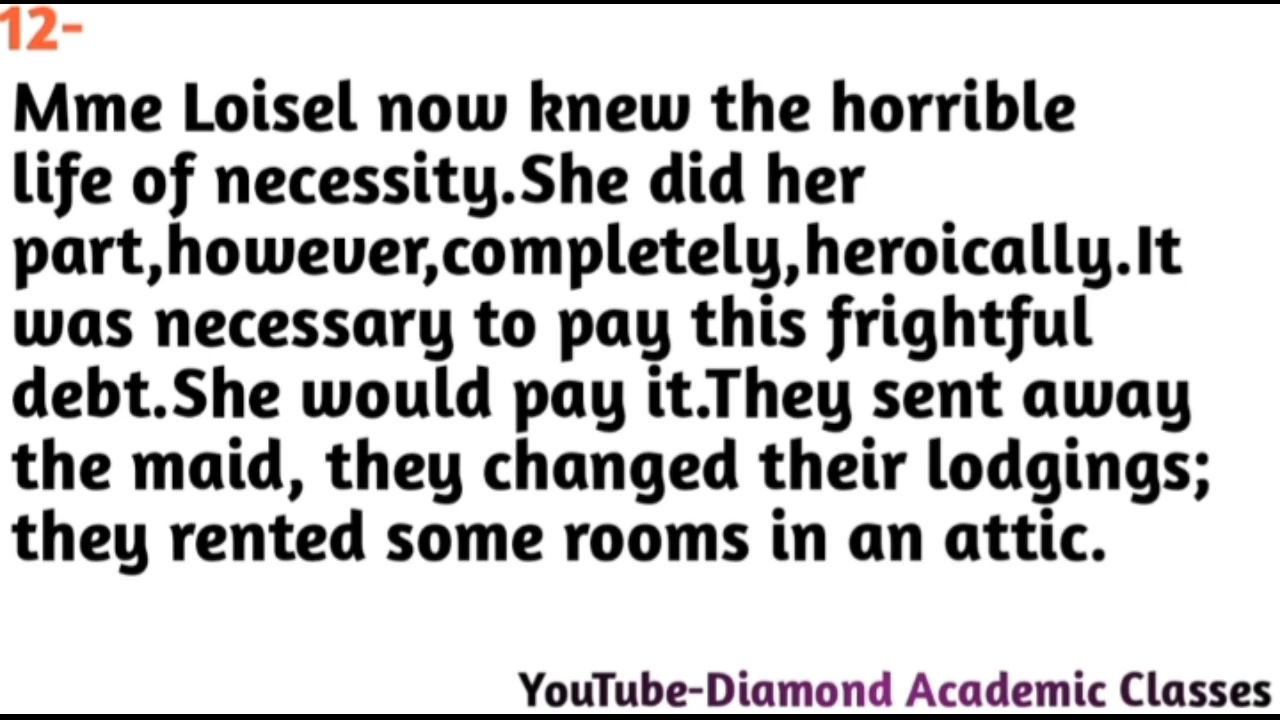 12-
Mme Loisel now knew the horrible
life of necessity.She did her
part,however,completely,heroically.It
was necessary to pay this frightful
debt.She would pay it.They sent away
the maid, they changed their lodgings;
they rented some rooms in an attic.
YouTube-Diamond Academic Classes